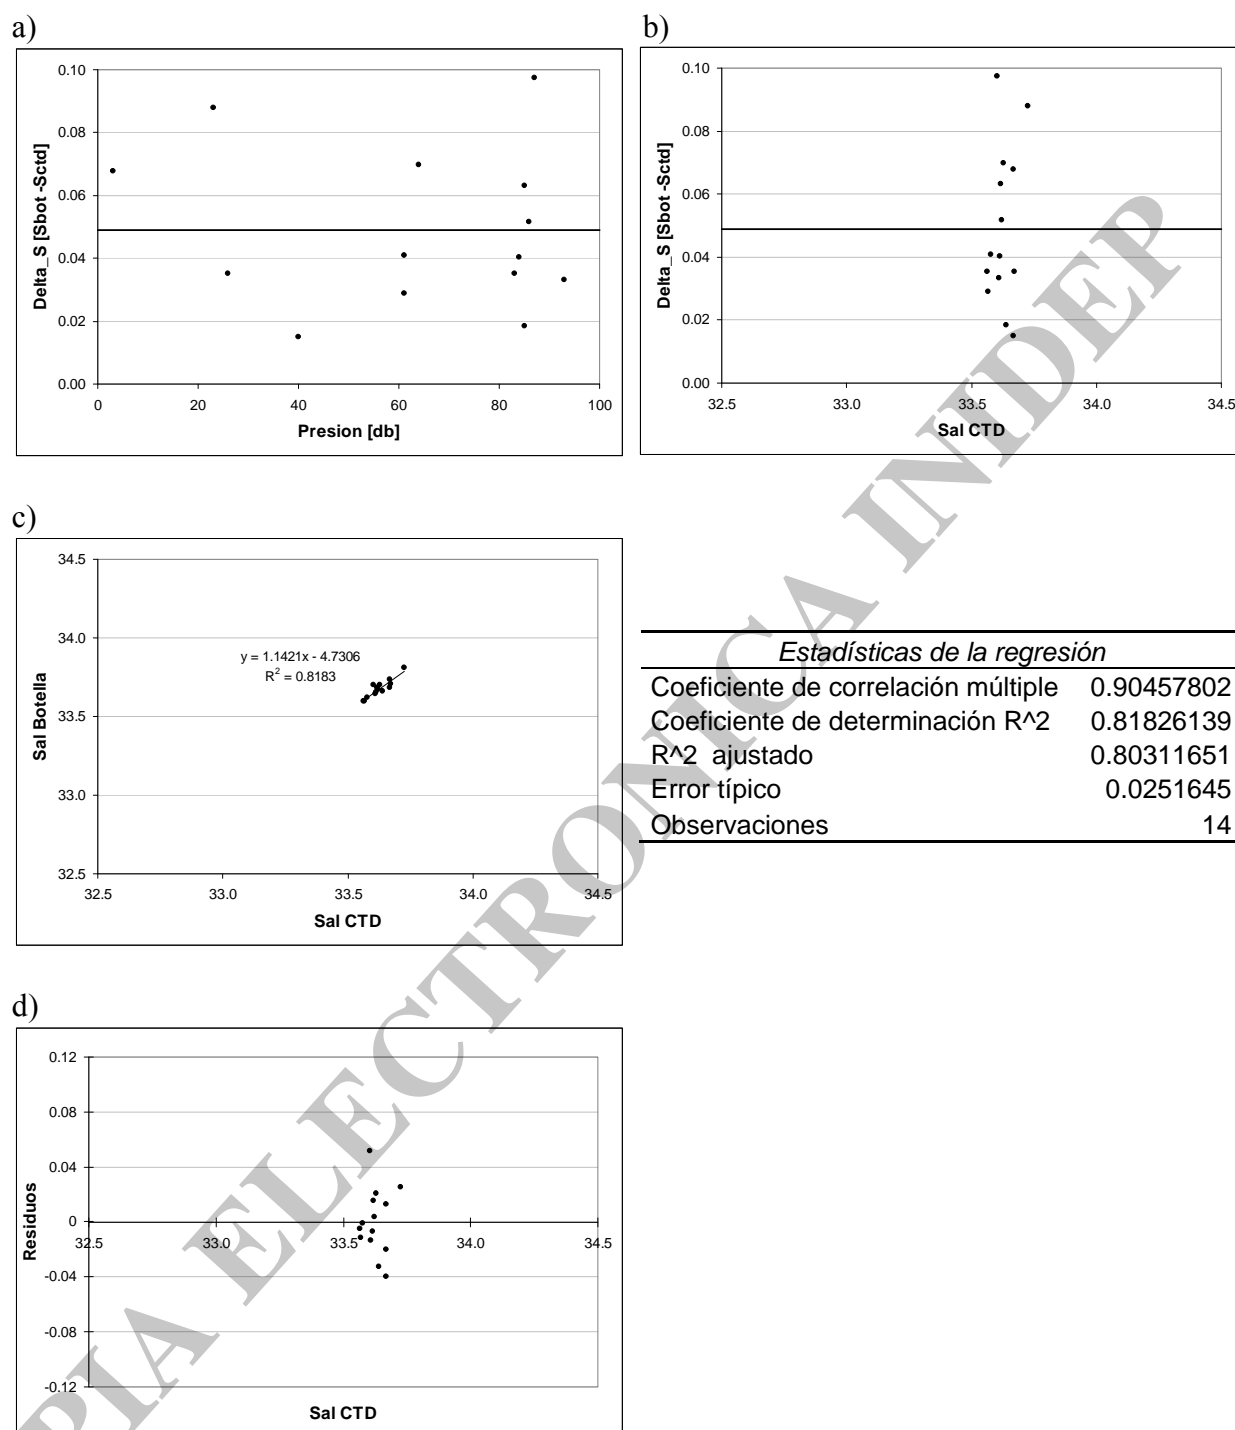 a)
0.10
0.08
0.06
0.04
0.02
0.00
0 20 40 60 80 100
Delta_S [Sbot -Sctd]
Presion [db]
b)
0.10
0.08
0.06
0.04
0.02
0.00
32.5 33.0 33.5 34.0 34.5
Delta_S [Sbot -Sctd]
Sal CTD
c)
34.5
34.0
33.5
33.0
32.5
32.5 33.0 33.5 34.0 34.5
y = 1.1421x - 4.7306
R² = 0.8183
Sal Botella
Sal CTD
Estadísticas de la regresión
Coeficiente de correlación múltiple 0.90457802
Coeficiente de determinación R^2 0.81826139
R^2 ajustado 0.80311651
Error típico 0.0251645
Observaciones 14
d)
0.12
0.08
0.04
0
-0.04
-0.08
-0.12
32.5 33.0 33.5 34.0 34.5
Residuos
Sal CTD
PIA ELECTRONICA INIDEP